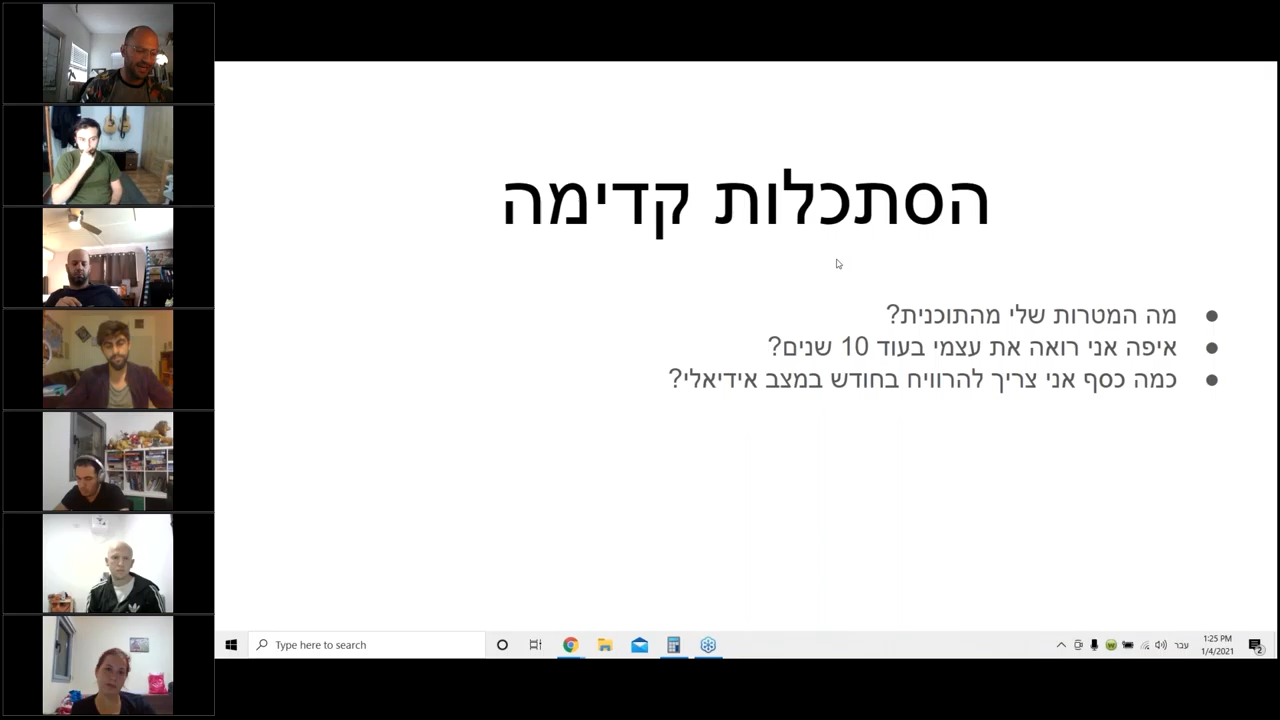 הסתכלות קדימה
● מה המטרות שלי מהתוכנית?
● איפה אני רואה את עצמי בעוד 10 שנים?
● כמה כסף אני צריך להרוויח בחודש במצב אידיאלי?
Type here to search
עבר
1:25 PM
1/4/2021
2